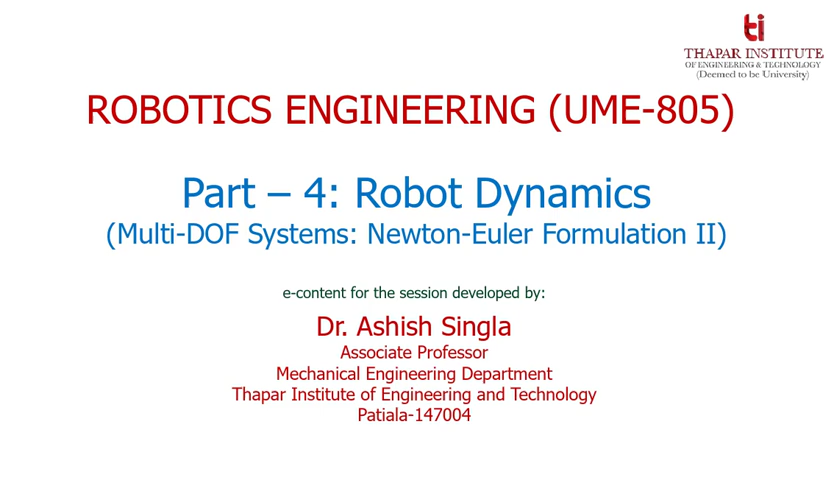 ti
THAPAR INSTITUTE
OF ENGINEERING & TECHNOLOGY
(Deemed to be University)
ROBOTICS ENGINEERING (UME-805)
Part – 4: Robot Dynamics
(Multi-DOF Systems: Newton-Euler Formulation II)
e-content for the session developed by:
Dr. Ashish Singla
Associate Professor
Mechanical Engineering Department
Thapar Institute of Engineering and Technology
Patiala-147004